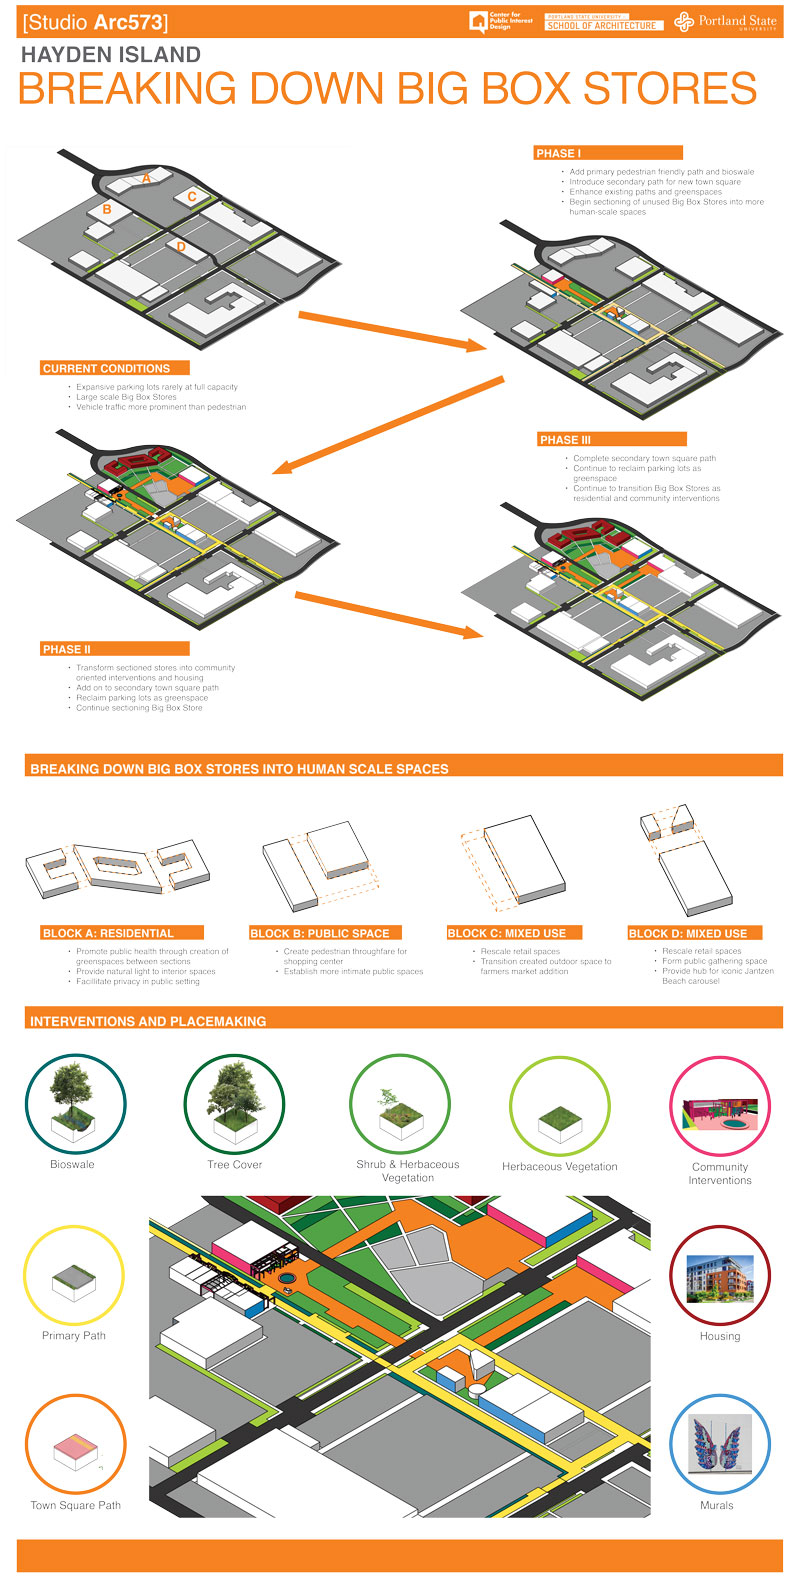 [Studio Arc573]
Center for
Public Interest
Design
PORTLAND STATE UNIVERSITY
SCHOOL OF ARCHITECTURE
Portland State
UNIVERSITY
HAYDEN ISLAND
BREAKING DOWN BIG BOX STORES
A
B
C
D
PHASE I
• Add primary pedestrian friendly path and bioswale
• Introduce secondary path for new town square
• Enhance existing paths and greenspaces
• Begin sectioning of unused Big Box Stores into more
human-scale spaces
CURRENT CONDITIONS
• Expansive parking lots rarely at full capacity
• Large scale Big Box Stores
• Vehicle traffic more prominent than pedestrian
PHASE III
• Complete secondary town square path
• Continue to reclaim parking lots as
greenspace
• Continue to transition Big Box Stores as
residential and community interventions
PHASE II
• Transform sectioned stores into community
oriented interventions and housing
• Add on to secondary town square path
• Reclaim parking lots as greenspace
• Continue sectioning Big Box Store
BREAKING DOWN BIG BOX STORES INTO HUMAN SCALE SPACES
BLOCK A: RESIDENTIAL
• Promote public health through creation of
greenspaces between sections
• Provide natural light to interior spaces
• Facillitate privacy in public setting
BLOCK B: PUBLIC SPACE
• Create pedestrian throughfare for
shopping center
• Establish more intimate public spaces
BLOCK C: MIXED USE
• Rescale retail spaces
• Transition created outdoor space to
farmers market addition
BLOCK D: MIXED USE
• Rescale retail spaces
• Form public gathering space
• Provide hub for iconic Jantzen
Beach carousel
INTERVENTIONS AND PLACEMAKING
Bioswale
Tree Cover
Shrub & Herbaceous
Vegetation
Herbaceous Vegetation
Community
Interventions
Primary Path
Housing
Town Square Path
Murals